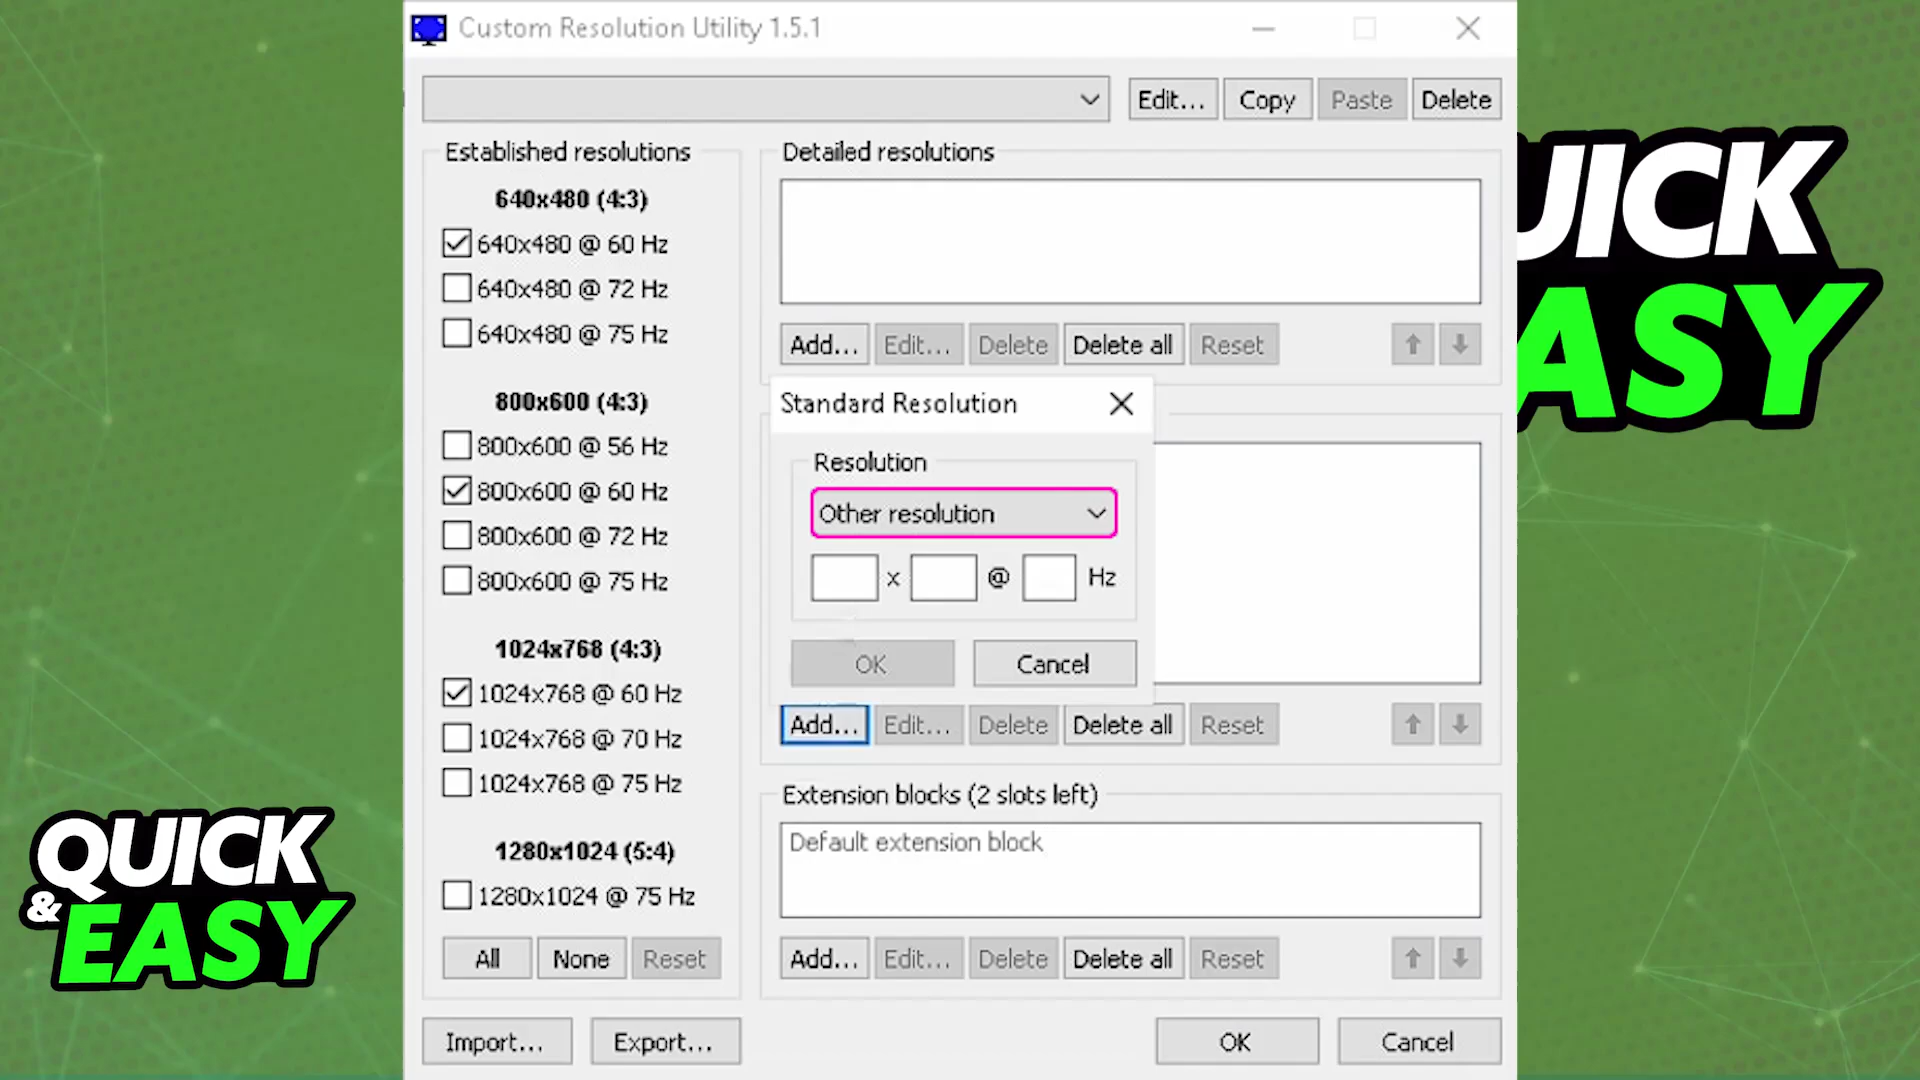 Custom Resolution Utility 1.5.1
Edit... Copy Paste Delete
Established resolutions
640x480 (4:3)
640x480 @ 60 Hz
640x480 @ 72 Hz
640x480 @ 75 Hz
800x600 (4:3)
800x600 @ 56 Hz
800x600 @ 60 Hz
800x600 @ 72 Hz
800x600 @ 75 Hz
1024x768 (4:3)
1024x768 @ 60 Hz
1024x768 @ 70 Hz
1024x768 @ 75 Hz
1280x1024 (5:4)
1280x1024 @ 75 Hz
All None Reset
Detailed resolutions
Add... Edit... Delete Delete all Reset
Standard Resolution
Resolution
Other resolution
x @ Hz
OK Cancel
Add... Edit... Delete Delete all Reset
Extension blocks (2 slots left)
Default extension block
Add... Edit... Delete Delete all Reset
Import... Export... OK Cancel
UICK
ASY
QUICK
& EASY